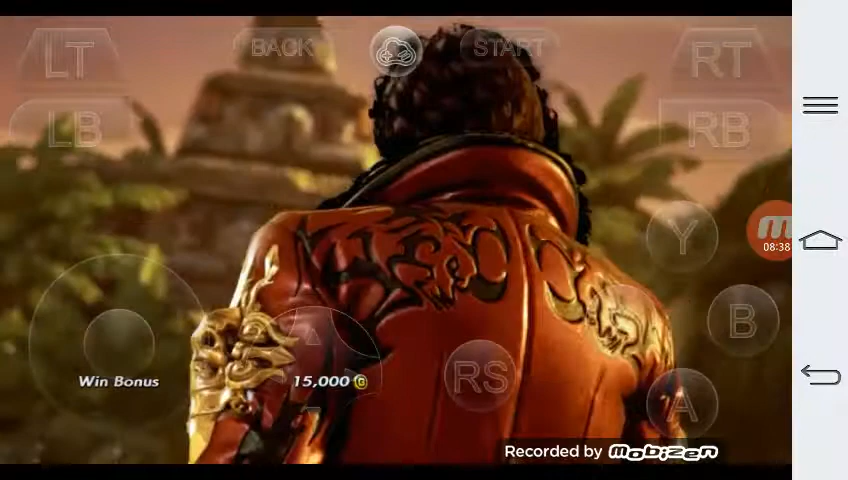 LT
BACK
START
RT
LB
RB
Y
08:38
B
Win Bonus
15,000 G
RS
A
Recorded by mobizen